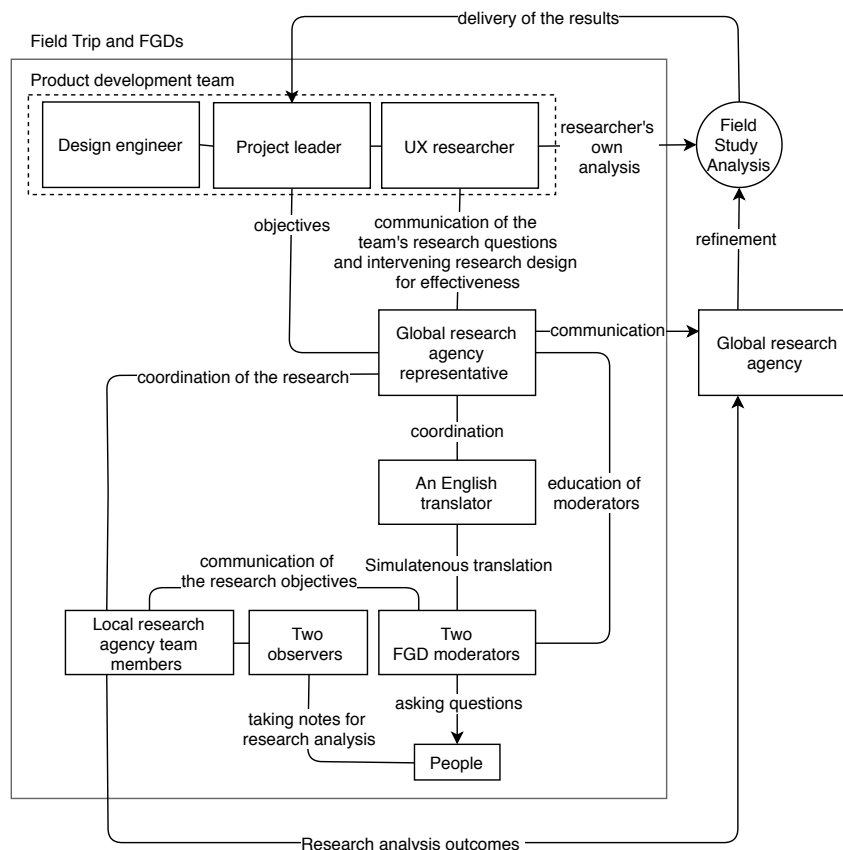 delivery of the results
Field Trip and FGDs
Product development team
Design engineer
Project leader
UX researcher
researcher's
own
analysis
Field
Study
Analysis
objectives
communication of the
team's research questions
and intervening research design
for effectiveness
refinement
Global research
agency
representative
communication
Global research
agency
coordination of the research
coordination
An English
translator
education of
moderators
Simulatenous translation
communication of
the research objectives
Local research
agency team
members
Two
observers
Two
FGD moderators
asking questions
taking notes for
research analysis
People
Research analysis outcomes